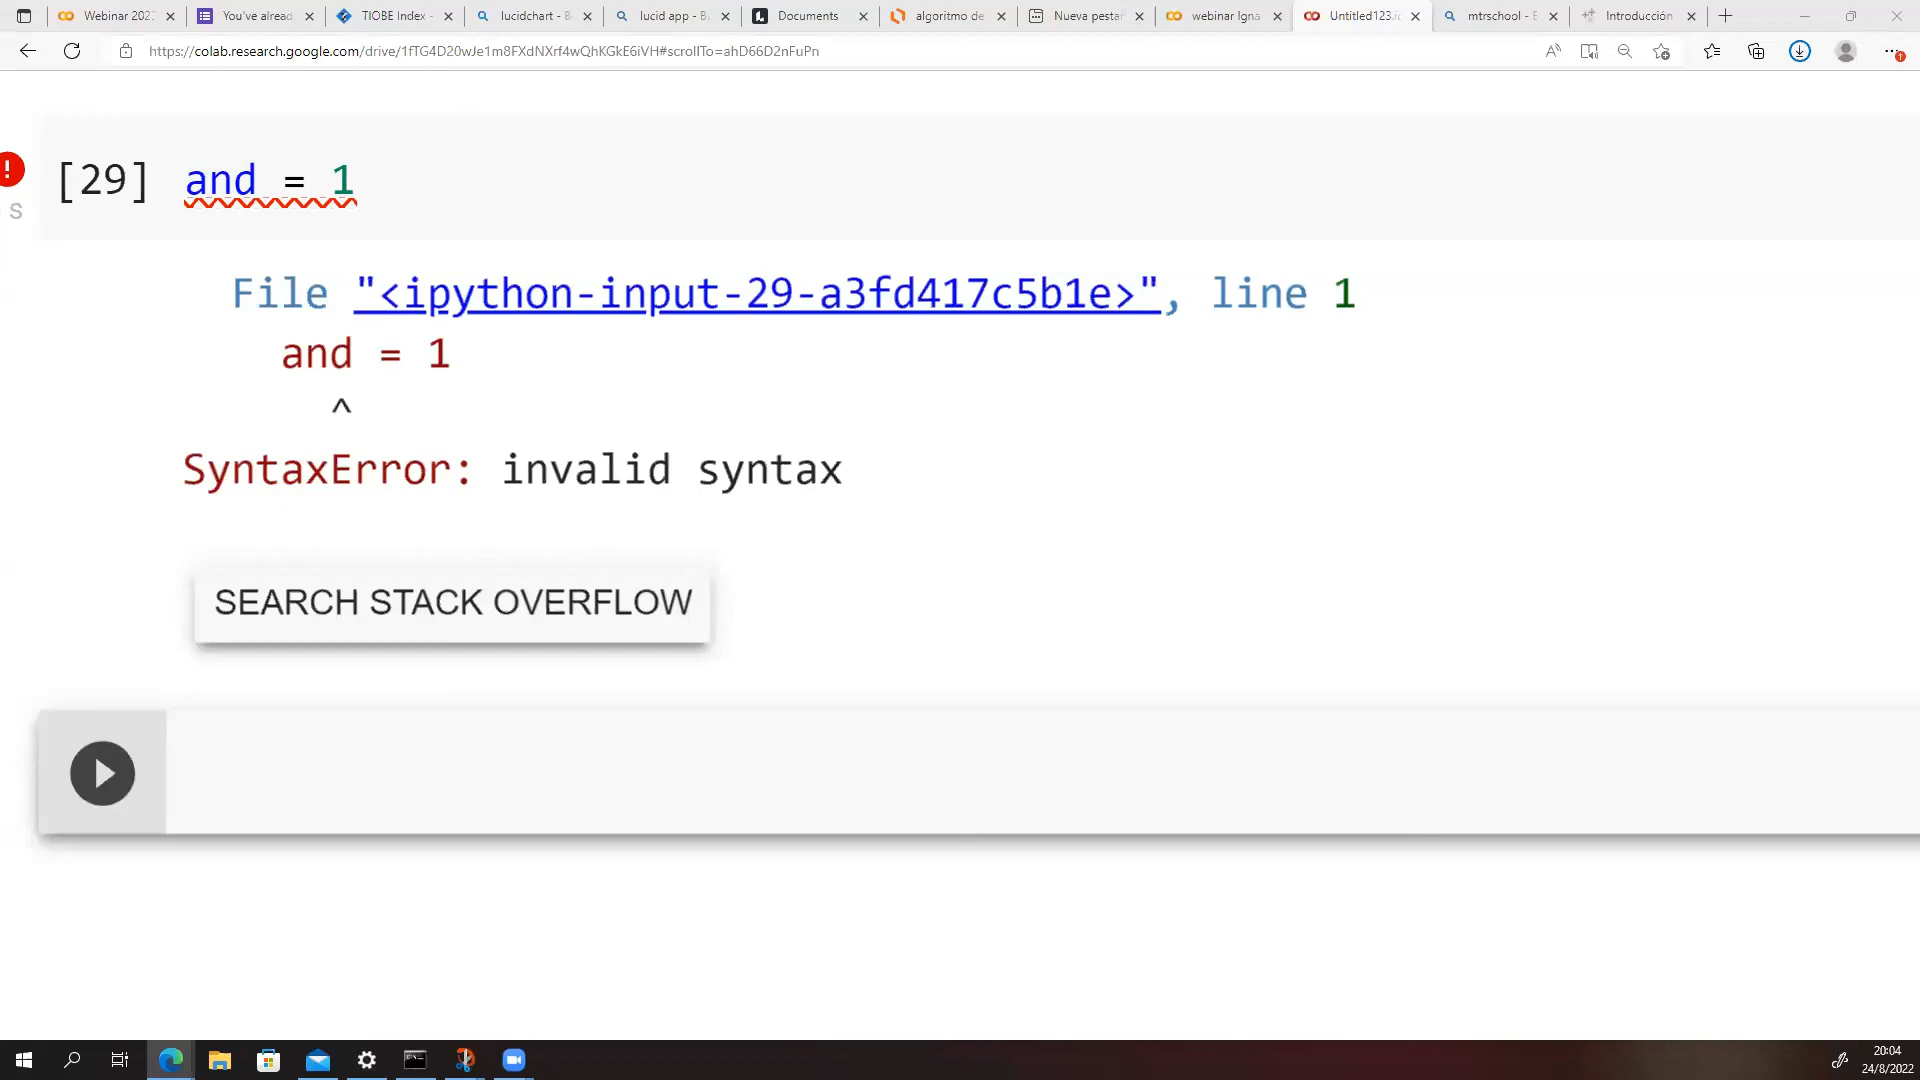 Webinar 202
You've alread
TIOBE Index -
lucidchart - B
lucid app - B
Documents
algoritmo de
Nueva pestañ
webinar Igna
Untitled123.i
mtrschool - B
Introducción
https://colab.research.google.com/drive/1fTG4D20wJe1m8FXdNXrf4wQhKGkE6iVH#scrollTo=ahD66D2nFuPn
[29] and = 1
s
File "<ipython-input-29-a3fd417c5b1e>", line 1
and = 1
^
SyntaxError: invalid syntax
SEARCH STACK OVERFLOW
20:04
24/8/2022